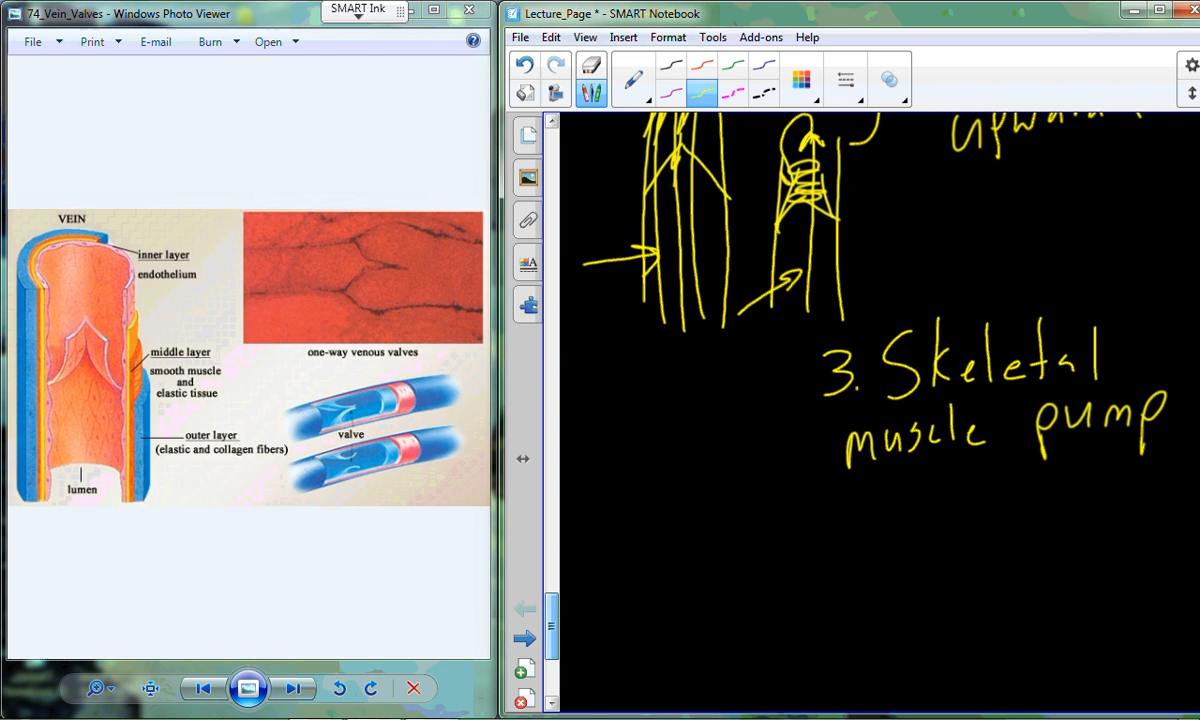 74_Vein_Valves - Windows Photo Viewer
SMART Ink
File Print E-mail Burn Open
VEIN
inner layer
endothelium
middle layer
smooth muscle
and
elastic tissue
outer layer
(elastic and collagen fibers)
lumen
one-way venous valves
valve
Lecture_Page * - SMART Notebook
File Edit View Insert Format Tools Add-ons Help
3. Skeletal
muscle pump